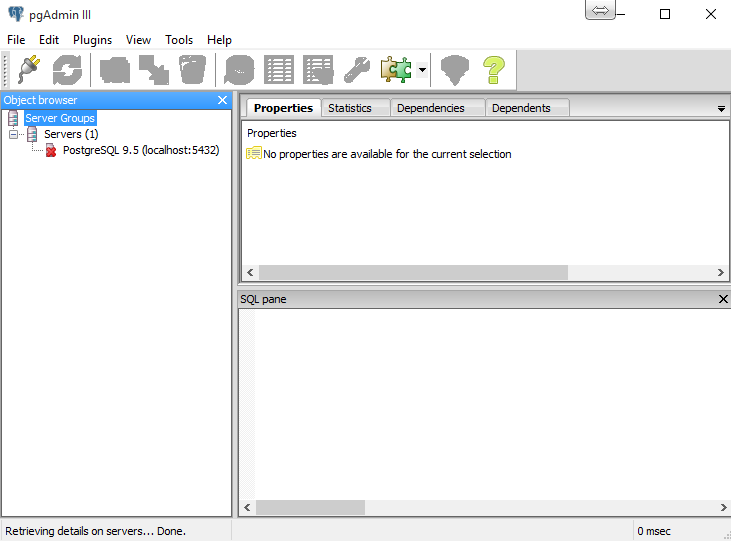 pgAdmin III
File Edit Plugins View Tools Help
Object browser
Server Groups
Servers (1)
PostgreSQL 9.5 (localhost:5432)
Properties Statistics Dependencies Dependents
Properties
No properties are available for the current selection
SQL pane
Retrieving details on servers... Done.
0 msec